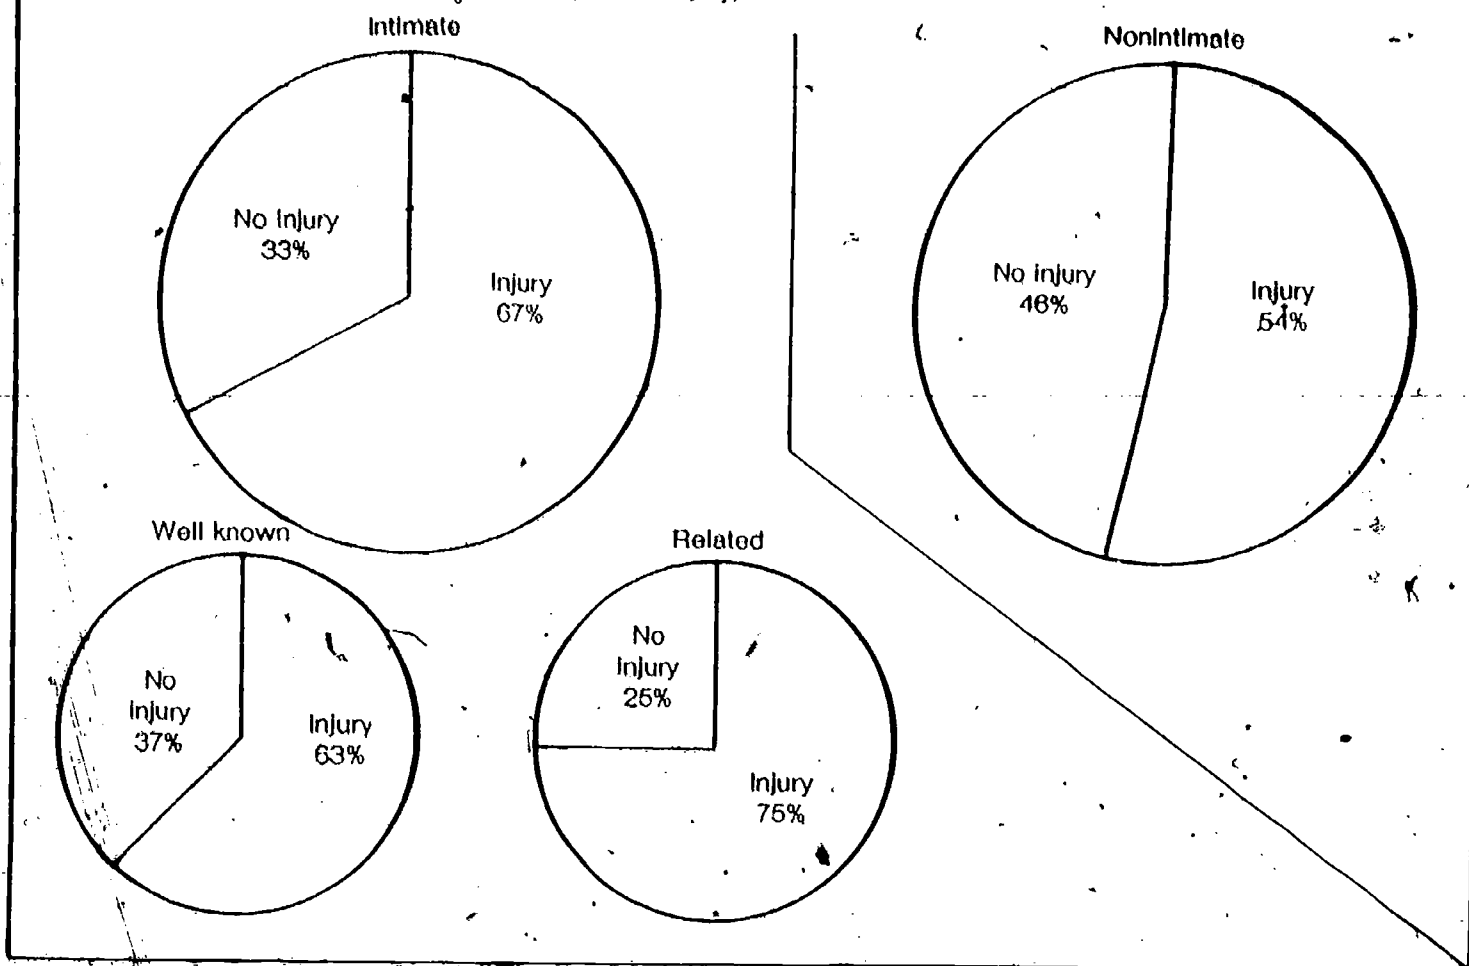 Intimate
No Injury
33%
Injury
67%
Nonintimate
No injury
46%
Injury
54%
Well known
No
Injury
37%
Injury
63%
Related
No
Injury
25%
Injury
75%